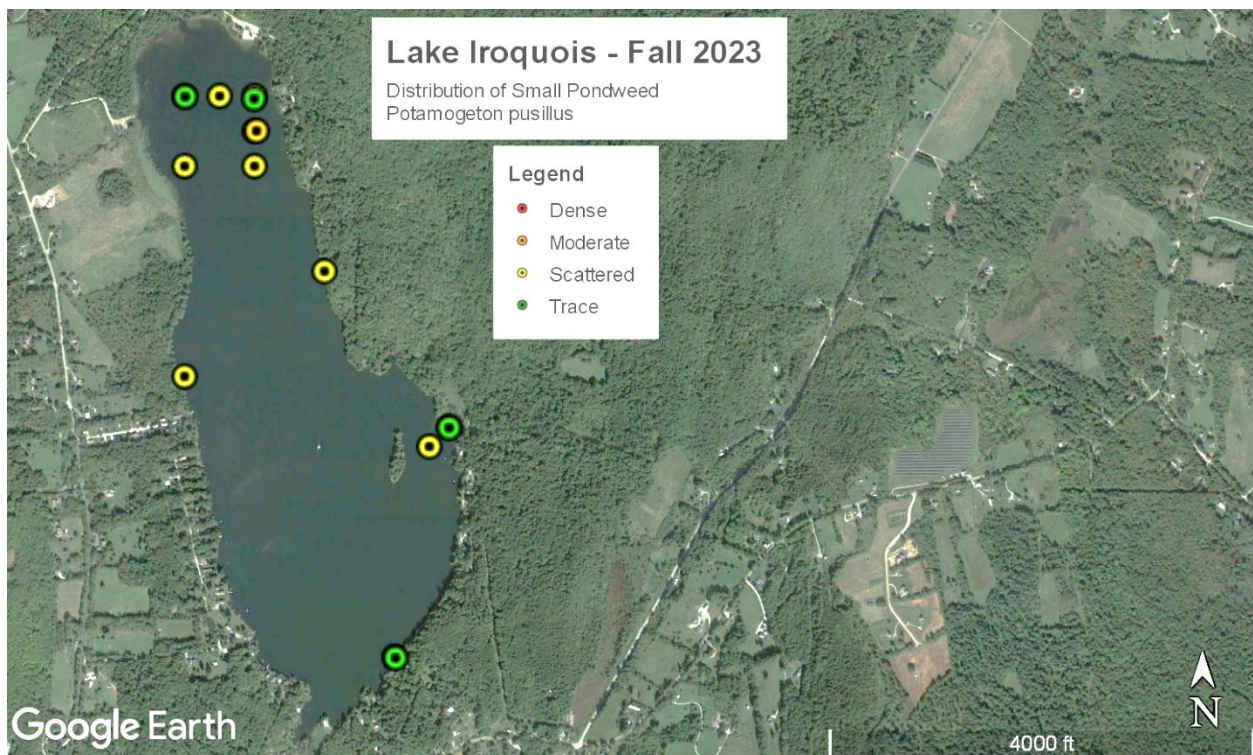 Lake Iroquois - Fall 2023
Distribution of Small Pondweed
Potamogeton pusillus
Legend
Dense
Moderate
Scattered
Trace
Google Earth
N
4000 ft